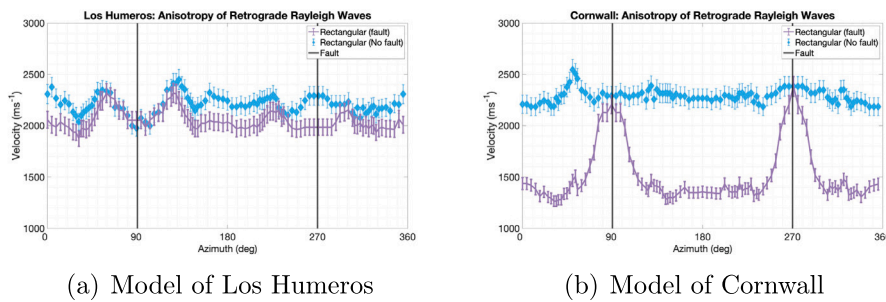 Los Humeros: Anisotropy of Retrograde Rayleigh Waves
Rectangular (fault)
Rectangular (No fault)
Fault
3000
2500
2000
1500
1000
Velocity (ms-1)
0 90 180 270 360
Azimuth (deg)
(a) Model of Los Humeros
Cornwall: Anisotropy of Retrograde Rayleigh Waves
Rectangular (fault)
Rectangular (No fault)
Fault
3000
2500
2000
1500
1000
Velocity (ms-1)
0 90 180 270 36
Azimuth (deg)
(b) Model of Cornwall